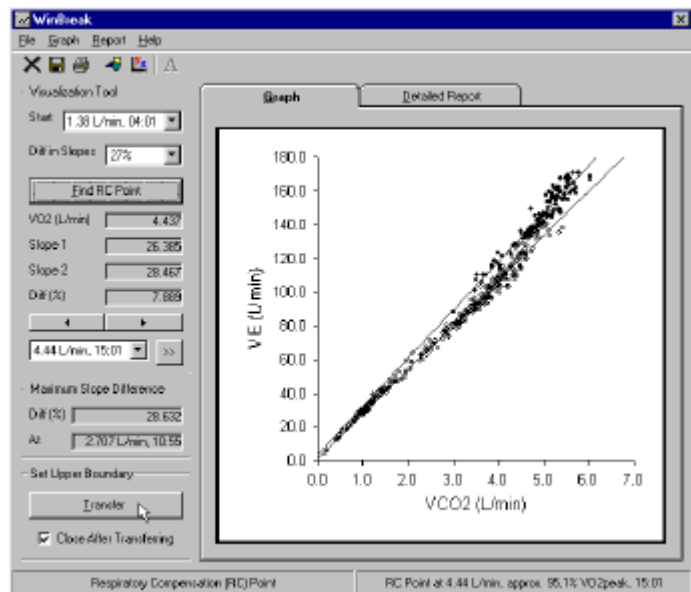 WinBreak
File Graph Report Help
A
Visualization Tool
Start 1.38 L/min, 04:01
Diff in Slopes 27%
Find RC Point
VO2 (L/min) 4.437
Slope 1 26.385
Slope 2 28.467
Diff (%) 7.889
4.44 L/min, 15:01 >>
Maximum Slope Difference
Diff (%) 28.632
At 2.707 L/min, 10:55
Set Upper Boundary
Transfer
Close After Transferring
Graph Detailed Report
180.0
160.0
140.0
120.0
100.0
80.0
60.0
40.0
20.0
0.0
VE (L/min)
0.0 1.0 2.0 3.0 4.0 5.0 6.0 7.0
VCO2 (L/min)
Respiratory Compensation (RC) Point
RC Point at 4.44 L/min, approx. 95.1% VO2peak, 15:01